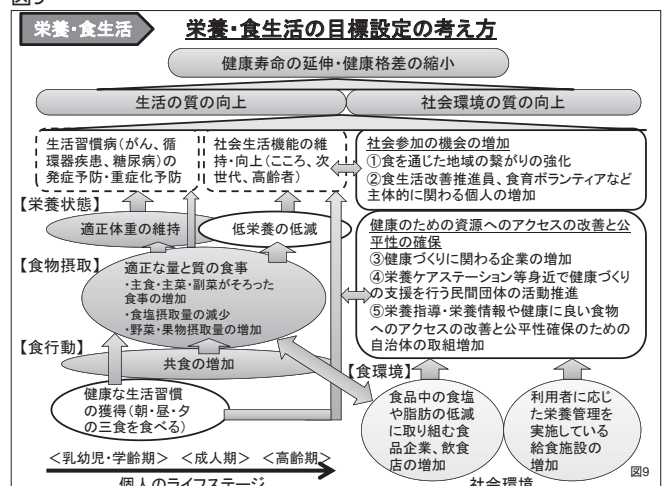 栄養・食生活
栄養・食生活の目標設定の考え方
健康寿命の延伸・健康格差の縮小
生活の質の向上
社会環境の質の向上
生活習慣病(がん、循
環器疾患、糖尿病)の
発症予防・重症化予防
社会生活機能の維
持・向上(こころ、次
世代、高齢者)
社会参加の機会の増加
①食を通じた地域の繋がりの強化
②食生活改善推進員、食育ボランティアなど
主体的に関わる個人の増加
【栄養状態】
適正体重の維持
低栄養の低減
健康のための資源へのアクセスの改善と公
平性の確保
③健康づくりに関わる企業の増加
④栄養ケアステーション等身近で健康づくり
の支援を行う民間団体の活動推進
⑤栄養指導・栄養情報や健康に良い食物
へのアクセスの改善と公平性確保のための
自治体の取組増加
【食物摂取】
適正な量と質の食事
・主食・主菜・副菜がそろった
食事の増加
・食塩摂取量の減少
・野菜・果物摂取量の増加
【食行動】
共食の増加
健康な生活習慣
の獲得(朝・昼・夕
の三食を食べる)
【食環境】
食品中の食塩
や脂肪の低減
に取り組む食
品企業、飲食
店の増加
利用者に応じ
た栄養管理を
実施している
給食施設の
増加
<乳幼児・学齢期> <成人期> <高齢期>
個人のライフステージ
社会環境
図9